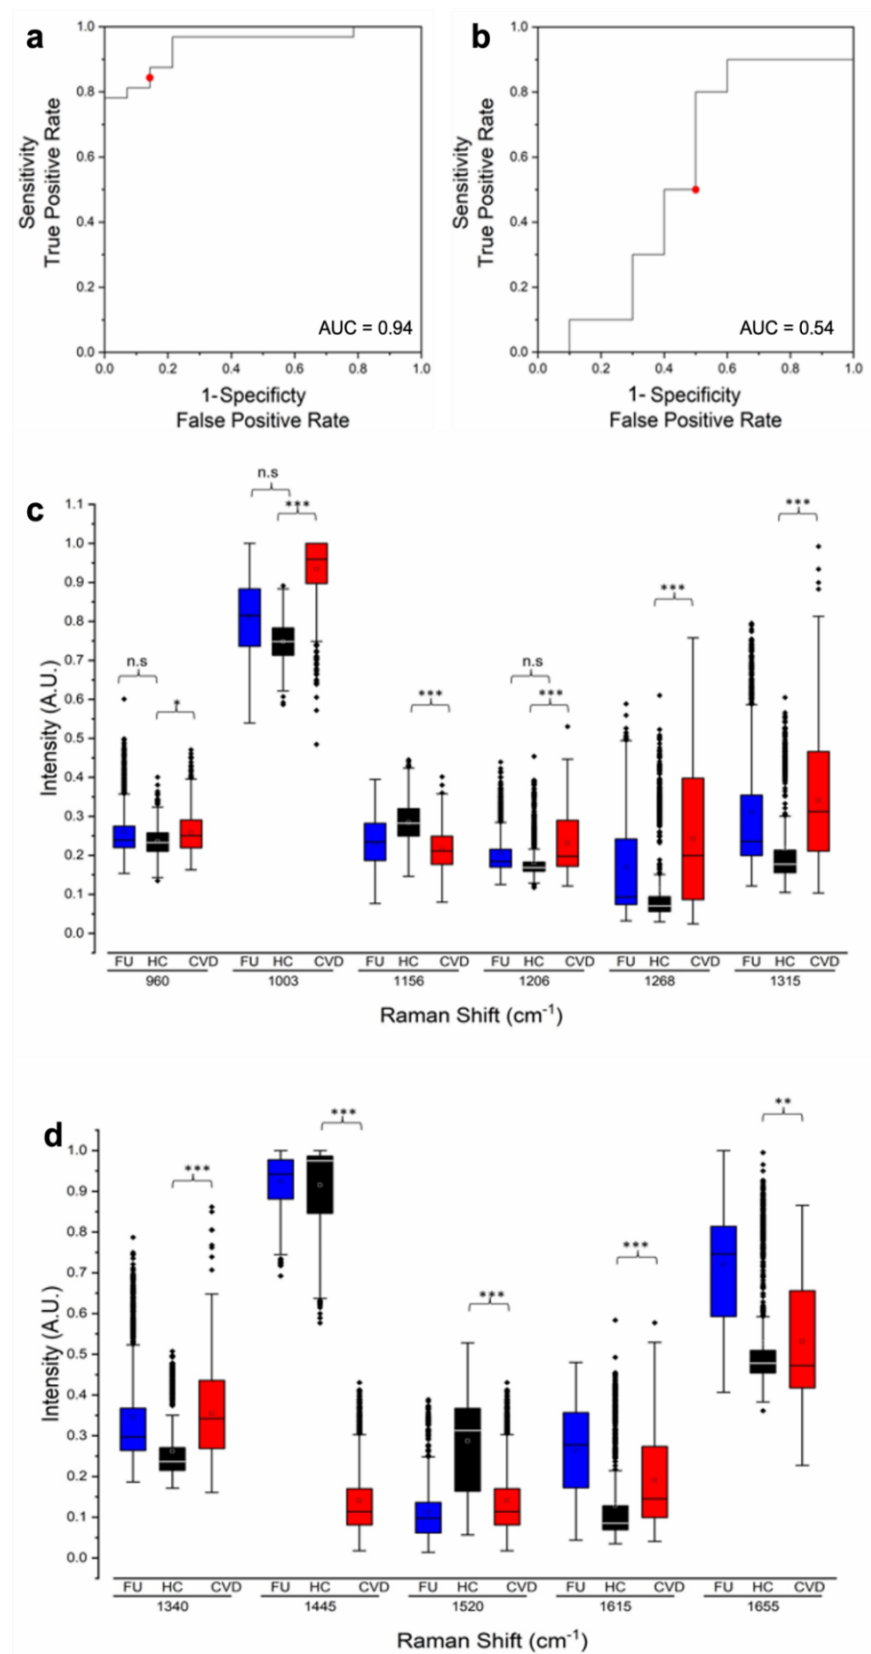 a
1.0
0.8
0.6
0.4
0.2
0.0
Sensitivity
True Positive Rate
AUC = 0.94
0.0 0.2 0.4 0.6 0.8 1.0
1-Specificty
False Positive Rate
b
1.0
0.8
0.6
0.4
0.2
0.0
Sensitivity
True Positive Rate
AUC = 0.54
0.0 0.2 0.4 0.6 0.8 1.0
1- Specificity
False Positive Rate
c
1.1
1.0
0.9
0.8
0.7
0.6
0.5
0.4
0.3
0.2
0.1
0.0
Intensity (A.U.)
n.s
*
n.s
***
***
n.s
***
***
***
FU HC CVD FU HC CVD FU HC CVD FU HC CVD FU HC CVD FU HC CVD
960 1003 1156 1206 1268 1315
Raman Shift (cm-1)
d
1.0
0.9
0.8
0.7
0.6
0.5
0.4
0.3
0.2
0.1
0.0
Intensity (A.U.)
***
***
***
***
**
FU HC CVD FU HC CVD FU HC CVD FU HC CVD FU HC CVD
1340 1445 1520 1615 1655
Raman Shift (cm-1)